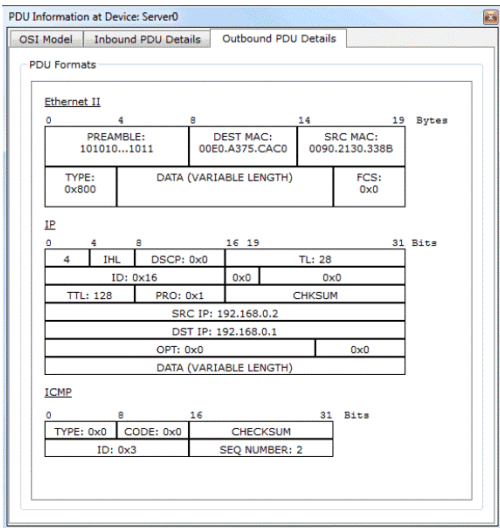 PDU Information at Device: Server0
OSI Model Inbound PDU Details Outbound PDU Details
PDU Formats
Ethernet II
0 4 8 14 19 Bytes
PREAMBLE: DEST MAC: SRC MAC:
101010...1011 00E0.A375.CAC0 0090.2130.338B
TYPE: DATA (VARIABLE LENGTH) FCS:
0x800 0x0
IP
0 4 8 16 19 31 Bits
4 IHL DSCP: 0x0 TL: 28
ID: 0x16 0x0 0x0
TTL: 128 PRO: 0x1 CHKSUM
SRC IP: 192.168.0.2
DST IP: 192.168.0.1
OPT: 0x0 0x0
DATA (VARIABLE LENGTH)
ICMP
0 8 16 31 Bits
TYPE: 0x0 CODE: 0x0 CHECKSUM
ID: 0x3 SEQ NUMBER: 2